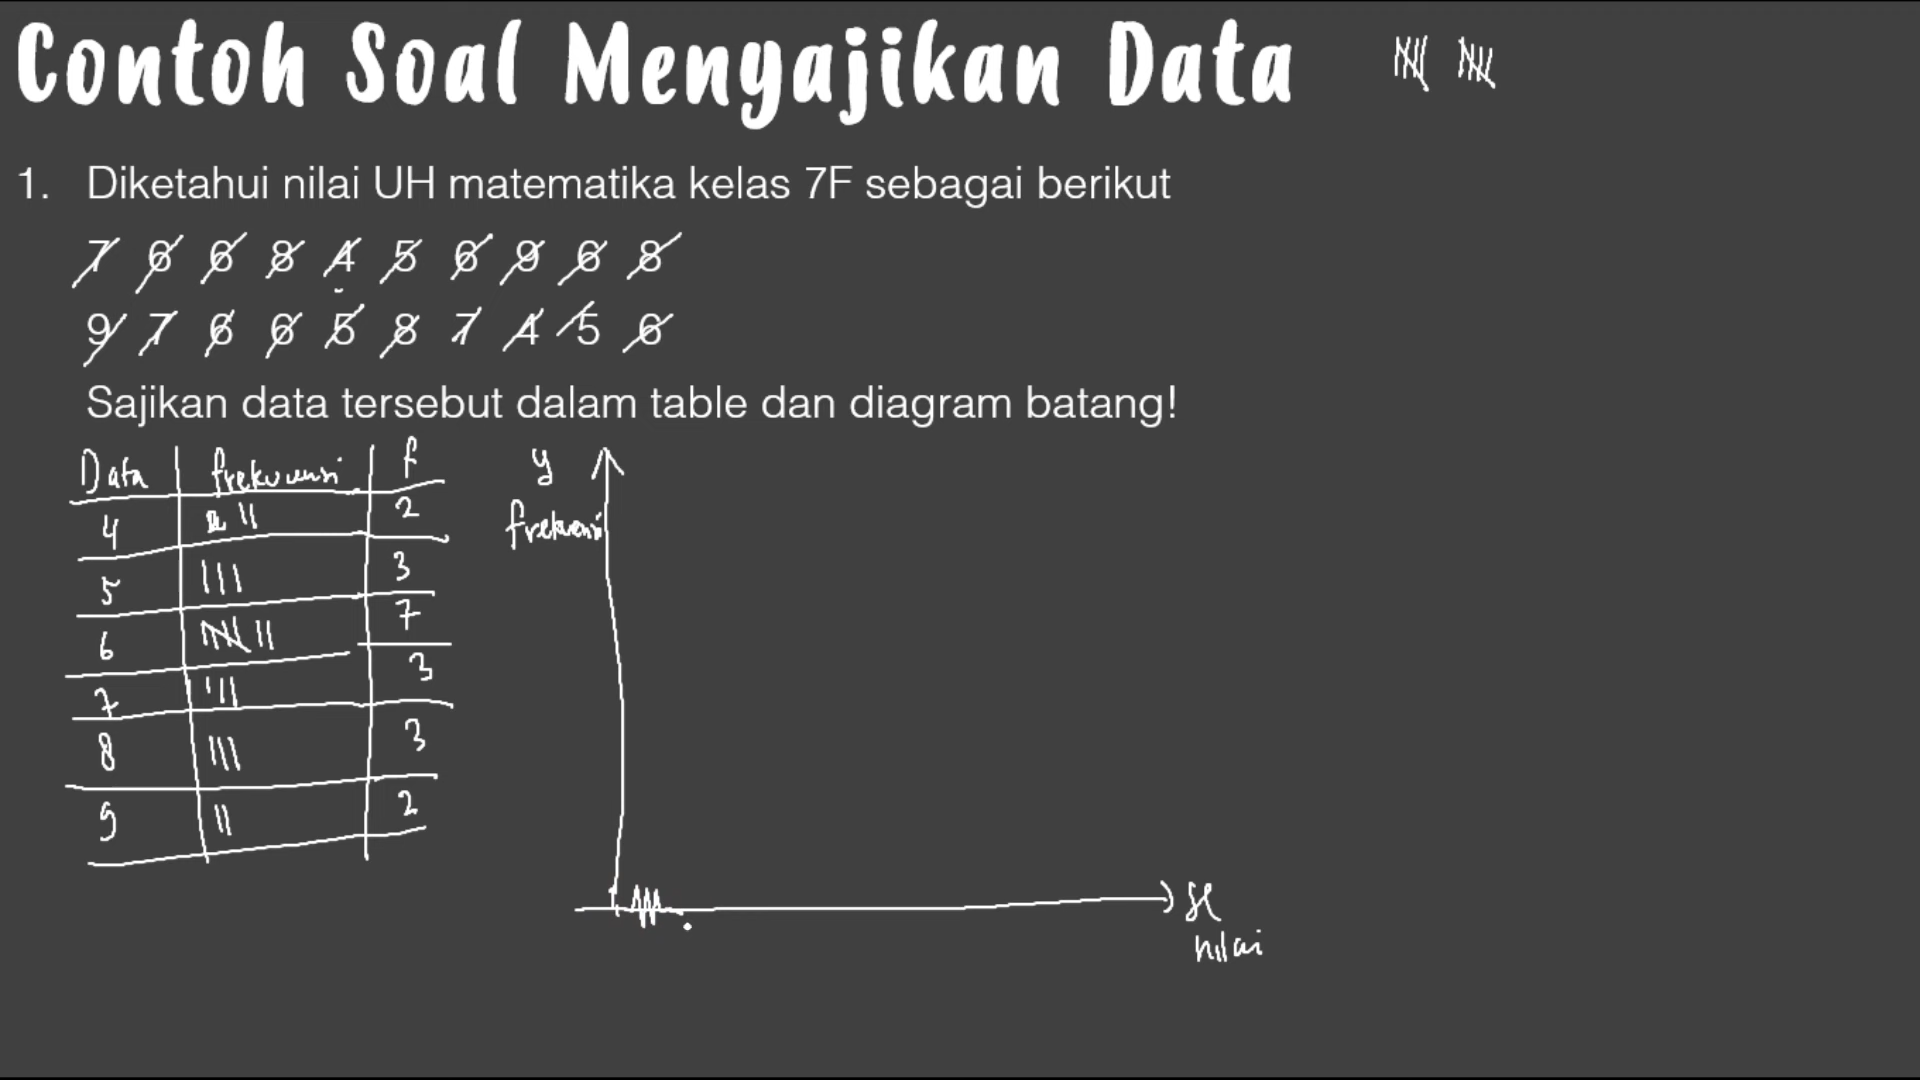 Contoh Soal Menyajikan Data
1. Diketahui nilai UH matematika kelas 7F sebagai berikut
7 6 6 8 4 5 6 9 6 8
9 7 6 6 5 8 7 4 5 6
Sajikan data tersebut dalam table dan diagram batang!
Data frekuensi f
4 || 2
5 ||| 3
6 |||| || 7
7 ||| 3
8 ||| 3
9 || 2
y
frekuensi
x
nilai